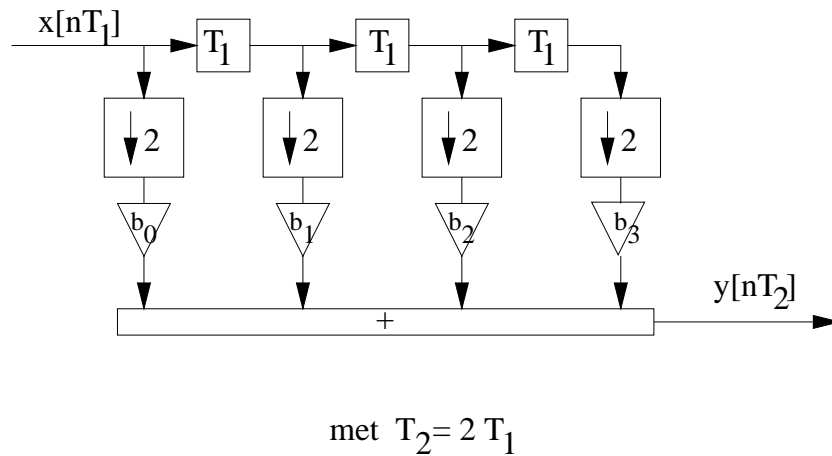 x[nT₁]
T₁ T₁ T₁
2 2 2 2
b₀ b₁ b₂ b₃
+
y[nT₂]
met T₂= 2 T₁